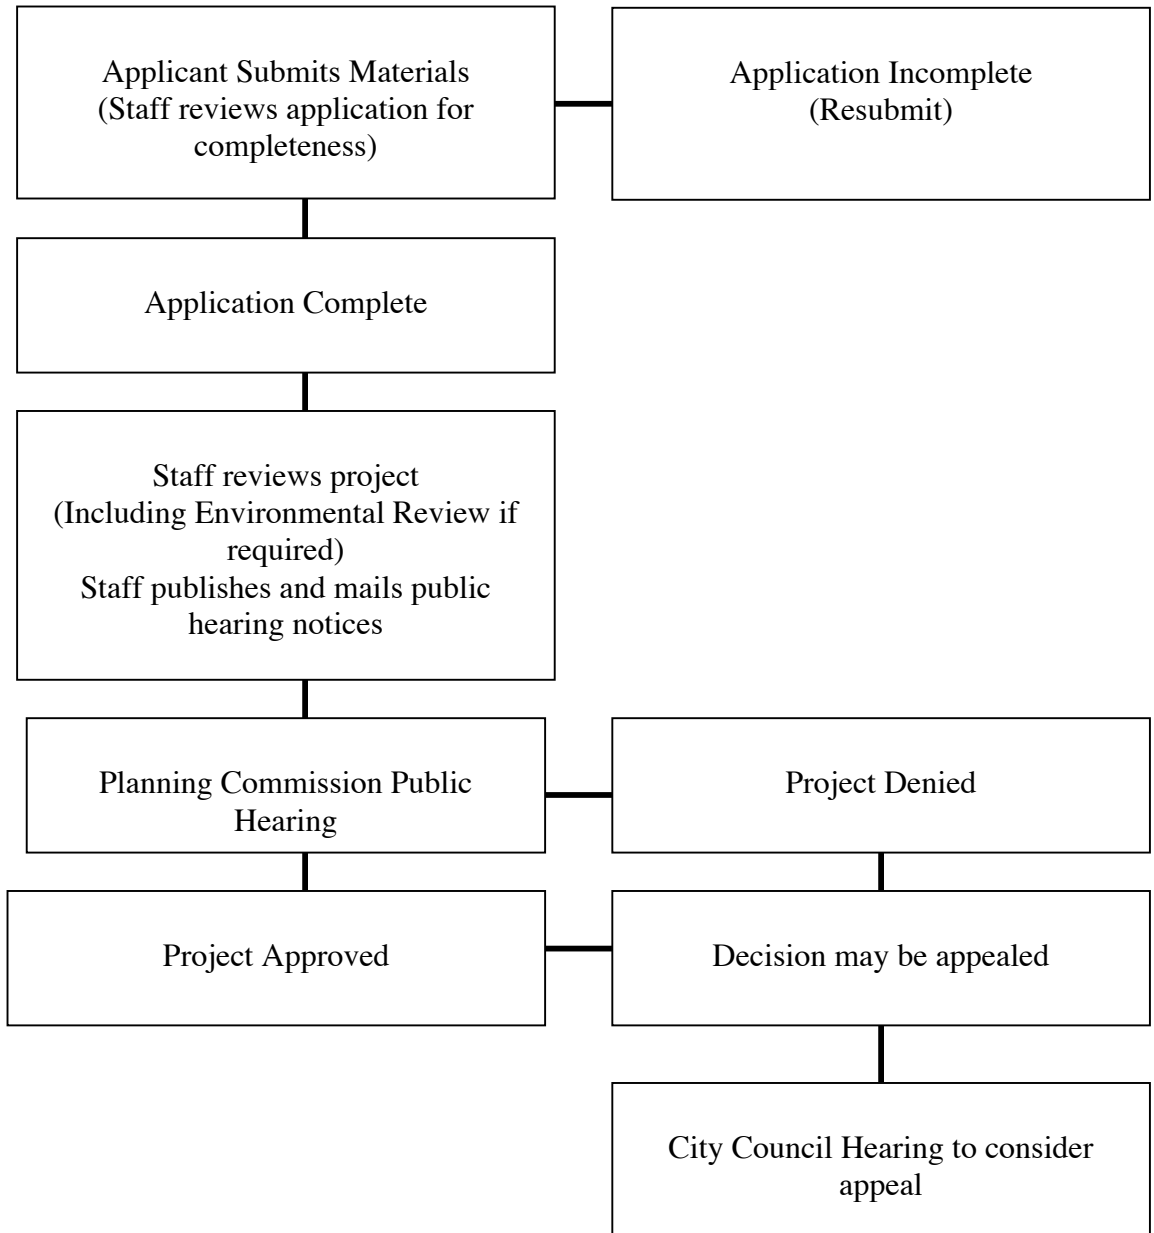 Applicant Submits Materials
(Staff reviews application for
completeness)
Application Incomplete
(Resubmit)
Application Complete
Staff reviews project
(Including Environmental Review if
required)
Staff publishes and mails public
hearing notices
Planning Commission Public
Hearing
Project Denied
Project Approved
Decision may be appealed
City Council Hearing to consider
appeal